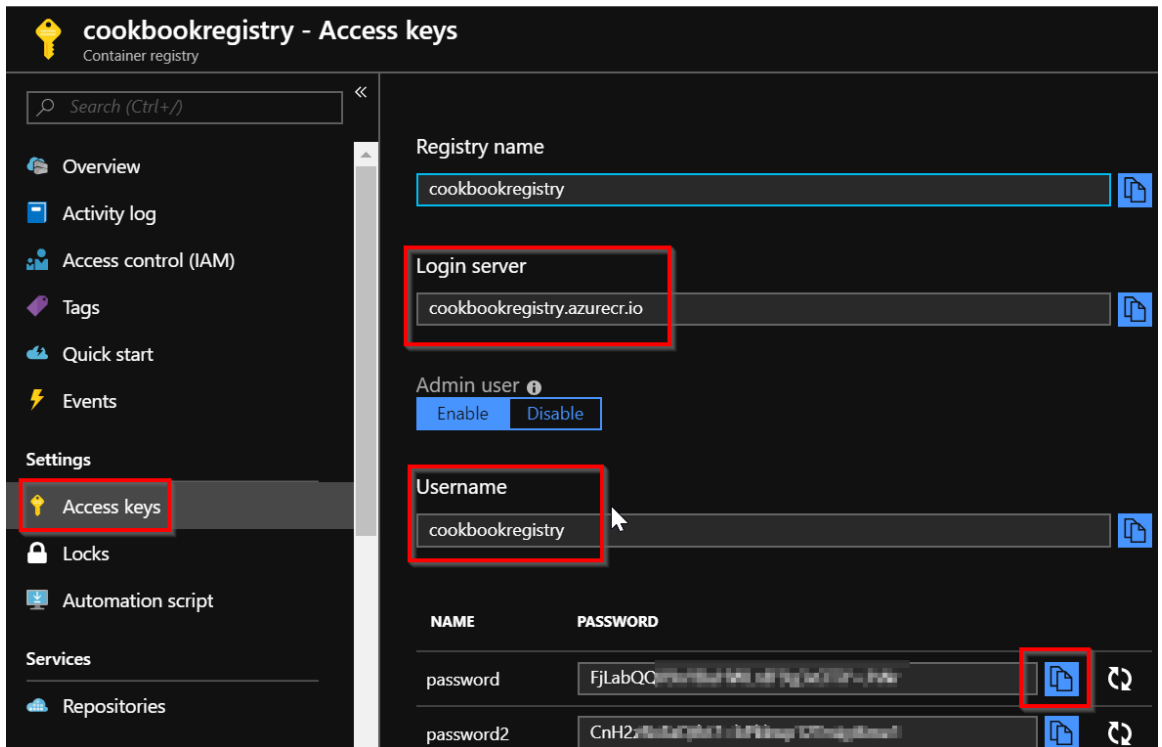 cookbookregistry - Access keys
Container registry
Search (Ctrl+/)
Overview
Activity log
Access control (IAM)
Tags
Quick start
Events
Settings
Access keys
Locks
Automation script
Services
Repositories
Registry name
cookbookregistry
Login server
cookbookregistry.azurecr.io
Admin user
Enable Disable
Username
cookbookregistry
NAME PASSWORD
password FjLabQQ
password2 CnH2